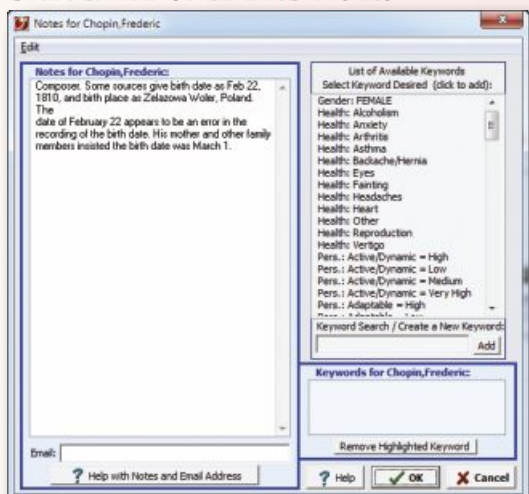 Notes for Chopin,Frederic
Edit
Notes for Chopin,Frederic:
Composer. Some sources give birth date as Feb 22,
1810, and birth place as Zelazowa Woler, Poland.
The
date of February 22 appears to be an error in the
recording of the birth date. His mother and other family
members insisted the birth date was March 1.
Email:
? Help with Notes and Email Address
List of Available Keywords
Select Keyword Desired (click to add):
Gender: FEMALE
Health: Alcoholism
Health: Anxiety
Health: Arthritis
Health: Asthma
Health: Backache/Hernia
Health: Eyes
Health: Fainting
Health: Headaches
Health: Heart
Health: Other
Health: Reproduction
Health: Vertigo
Pers.: Active/Dynamic = High
Pers.: Active/Dynamic = Low
Pers.: Active/Dynamic = Medium
Pers.: Active/Dynamic = Very High
Pers.: Adaptable = High
Keyword Search / Create a New Keyword:
Add
Keywords for Chopin,Frederic:
Remove Highlighted Keyword
? Help
OK
Cancel